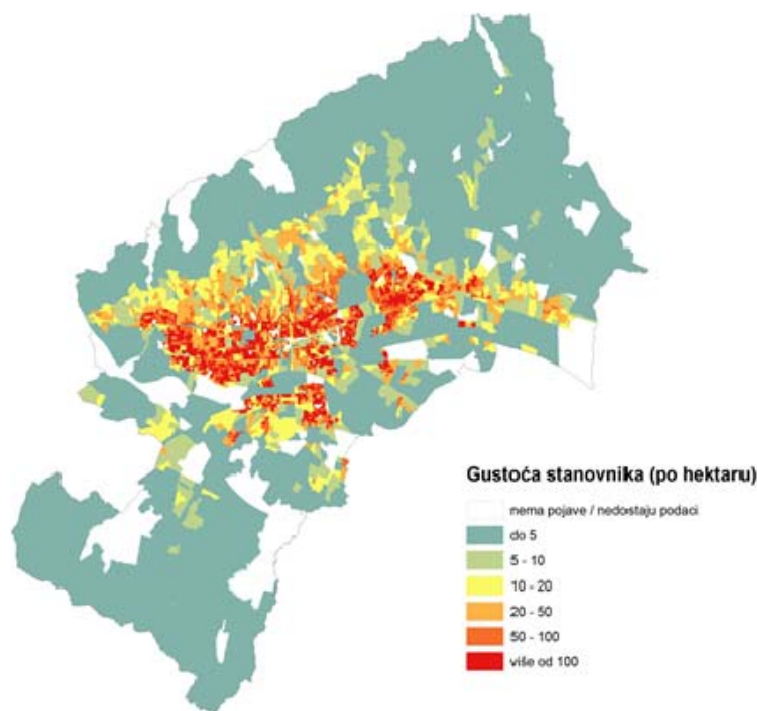 Gustoća stanovnika (po hektaru)
nema pojave / nedostaju podaci
do 5
5 - 10
10 - 20
20 - 50
50 - 100
više od 100